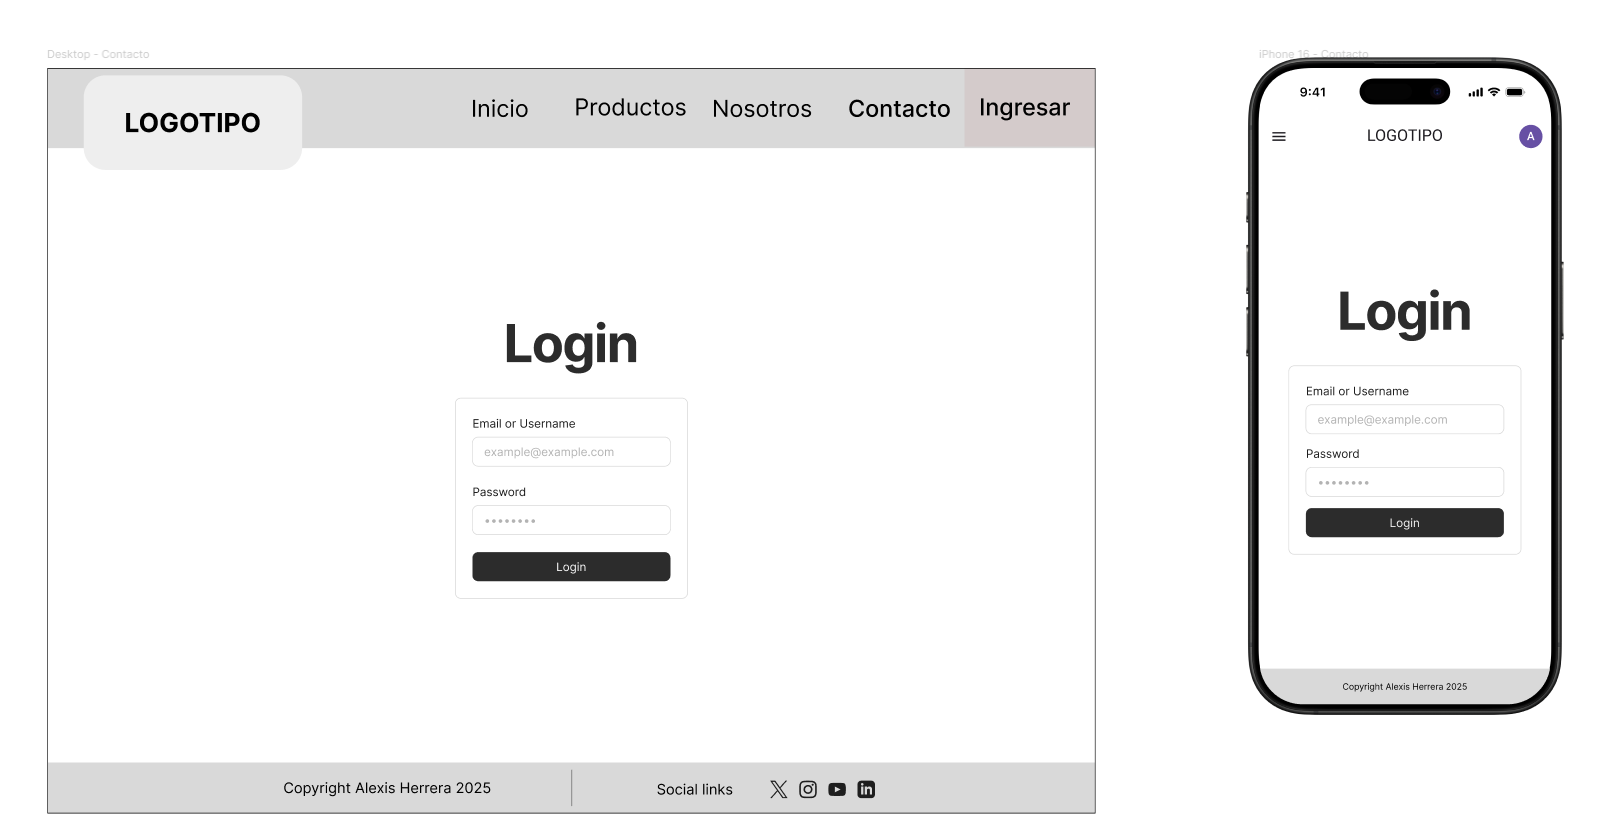 Desktop - Contacto
LOGOTIPO
Inicio
Productos
Nosotros
Contacto
Ingresar
Login
Email or Username
example@example.com
Password
Login
Copyright Alexis Herrera 2025
Social links
iPhone 16 - Contacto
9:41
LOGOTIPO
A
Login
Email or Username
example@example.com
Password
Login
Copyright Alexis Herrera 2025